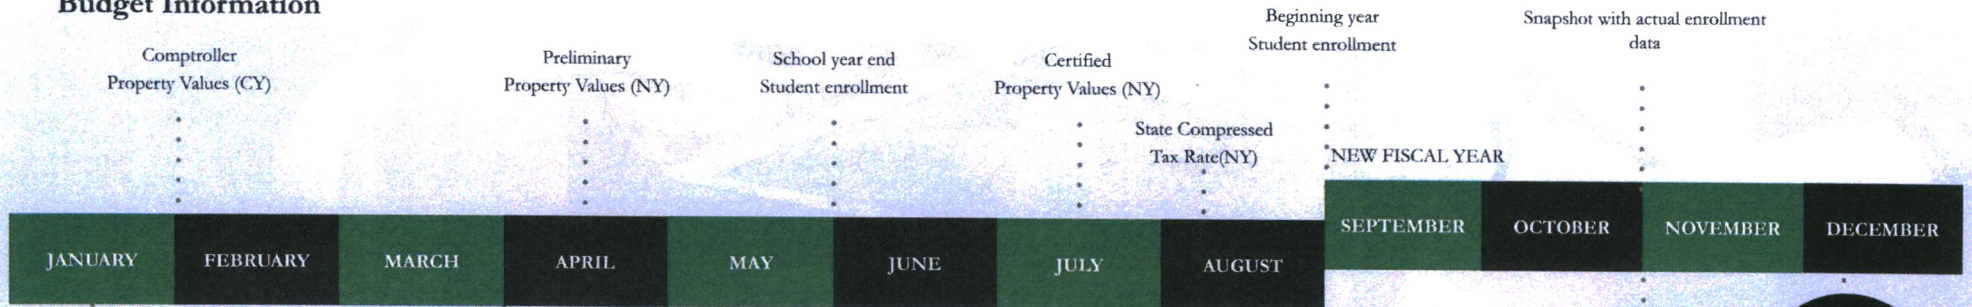 Budget Information
Comptroller
Property Values (CY)
Preliminary
Property Values (NY)
School year end
Student enrollment
Certified
Property Values (NY)
State Compressed
Tax Rate(NY)
Beginning year
Student enrollment
Snapshot with actual enrollment
data
NEW FISCAL YEAR
JANUARY
FEBRUARY
MARCH
APRIL
MAY
JUNE
JULY
AUGUST
SEPTEMBER
OCTOBER
NOVEMBER
DECEMBER